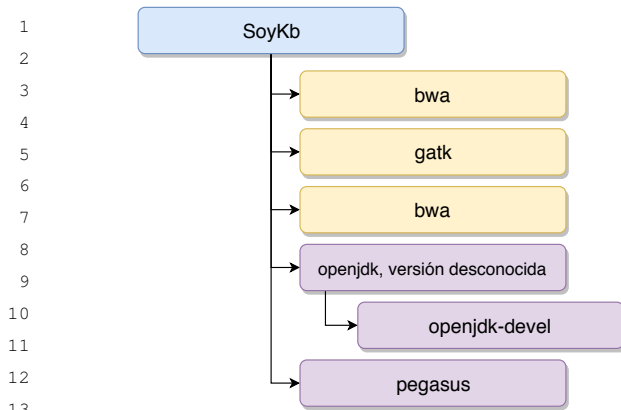 1
SoyKb
2
3
bwa
4
5
gatk
6
7
bwa
8
9
openjdk, versión desconocida
10
openjdk-devel
11
12
pegasus
13